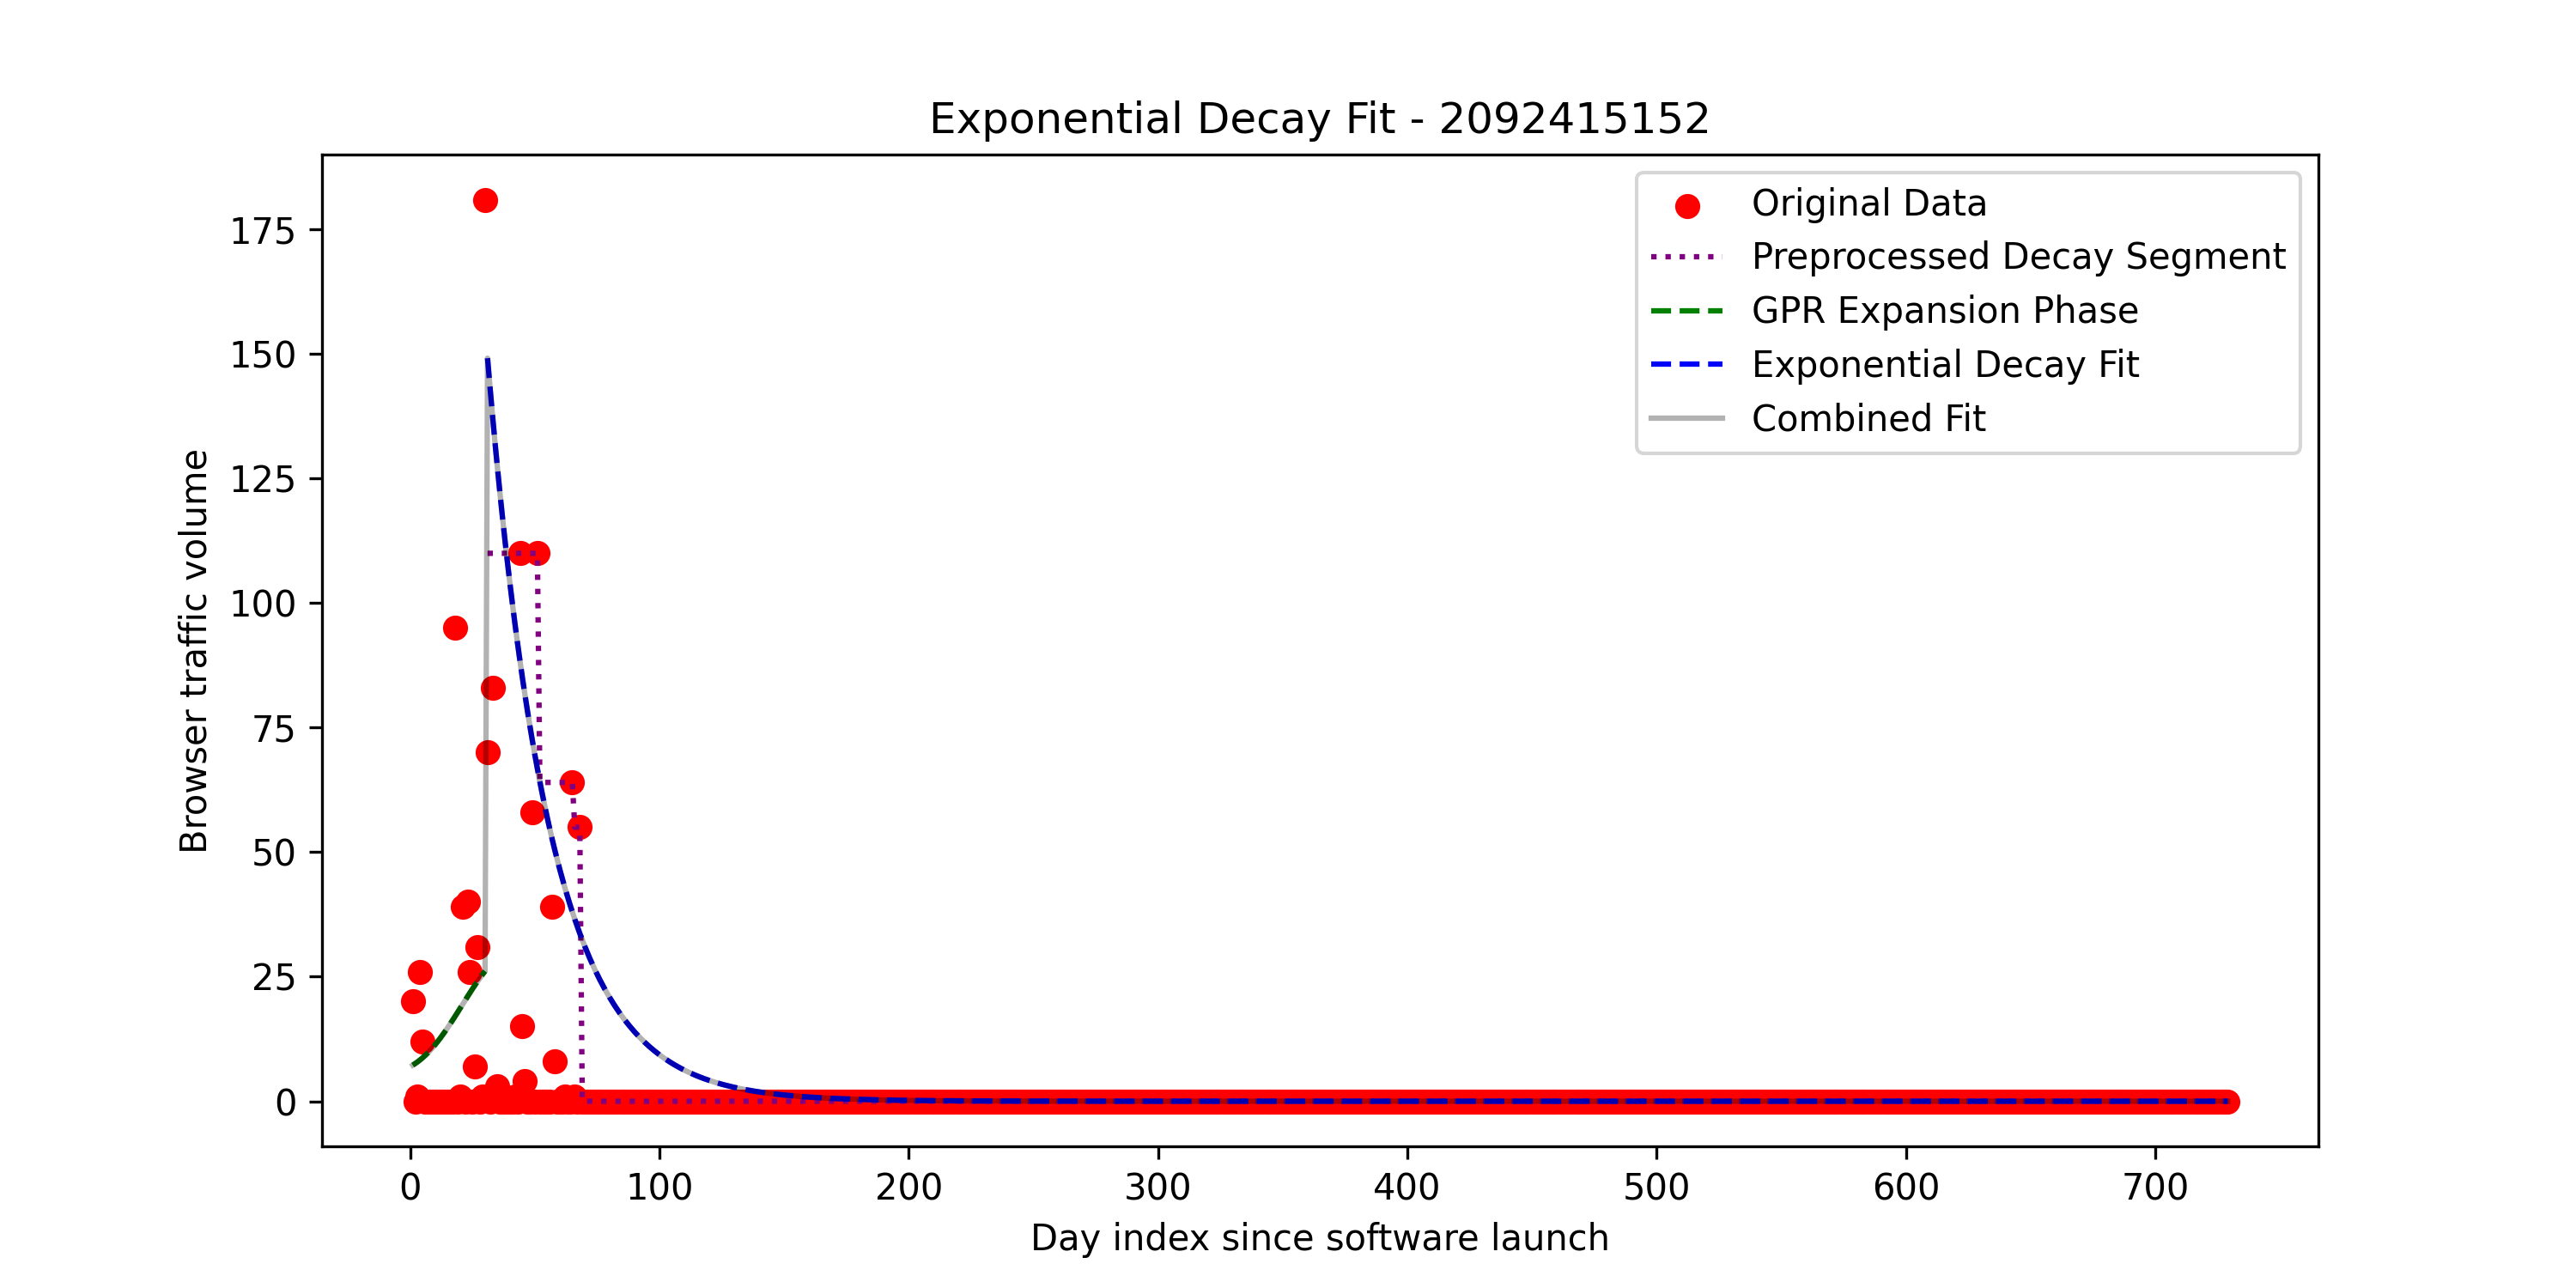 Exponential Decay Fit - 2092415152
Original Data
Preprocessed Decay Segment
GPR Expansion Phase
Exponential Decay Fit
Combined Fit
Browser traffic volume
175
150
125
100
75
50
25
0
0 100 200 300 400 500 600 700
Day index since software launch